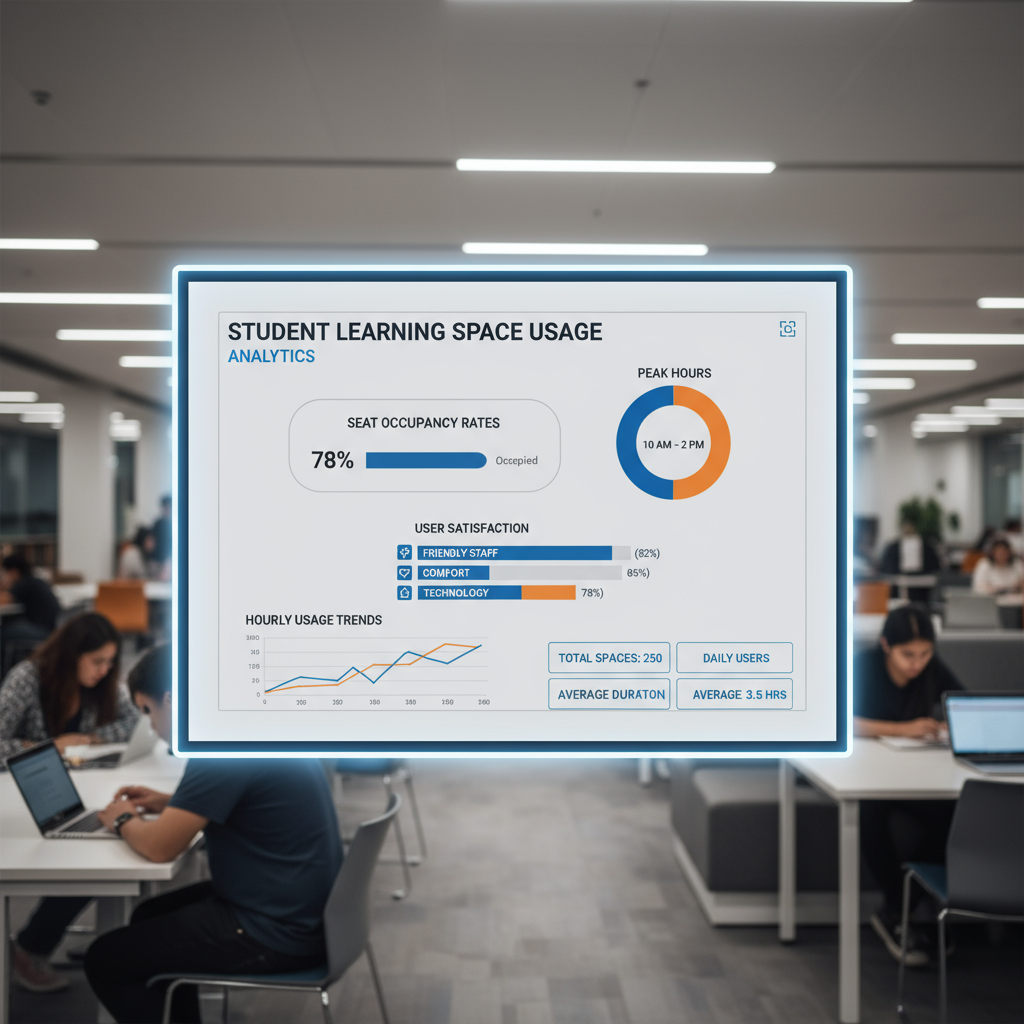 STUDENT LEARNING SPACE USAGE
ANALYTICS
PEAK HOURS
10 AM - 2 PM
SEAT OCCUPANCY RATES
78% Occepied
USER SATISFACTION
FRIENDLY STAFF (82%)
COMFORT 85%)
TECHNOLOGY 78%)
HOURLY USAGE TRENDS
0
TOTAL SPACES: 250
DAILY USERS
AVERAGE DURATON
AVERAGE 3.5 HRS